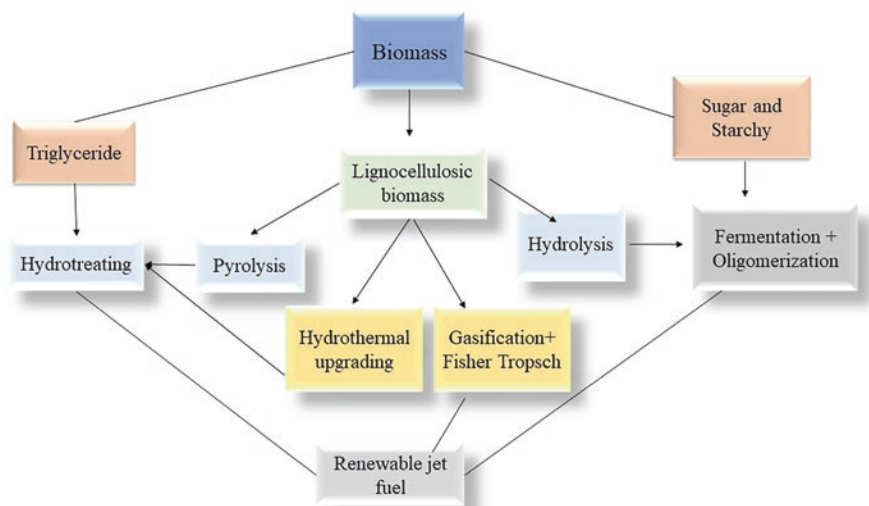 Biomass
Sugar and
Starchy
Triglyceride
Lignocellulosic
biomass
Hydrotreating
Pyrolysis
Hydrolysis
Fermentation +
Oligomerization
Hydrothermal
upgrading
Gasification+
Fisher Tropsch
Renewable jet
fuel